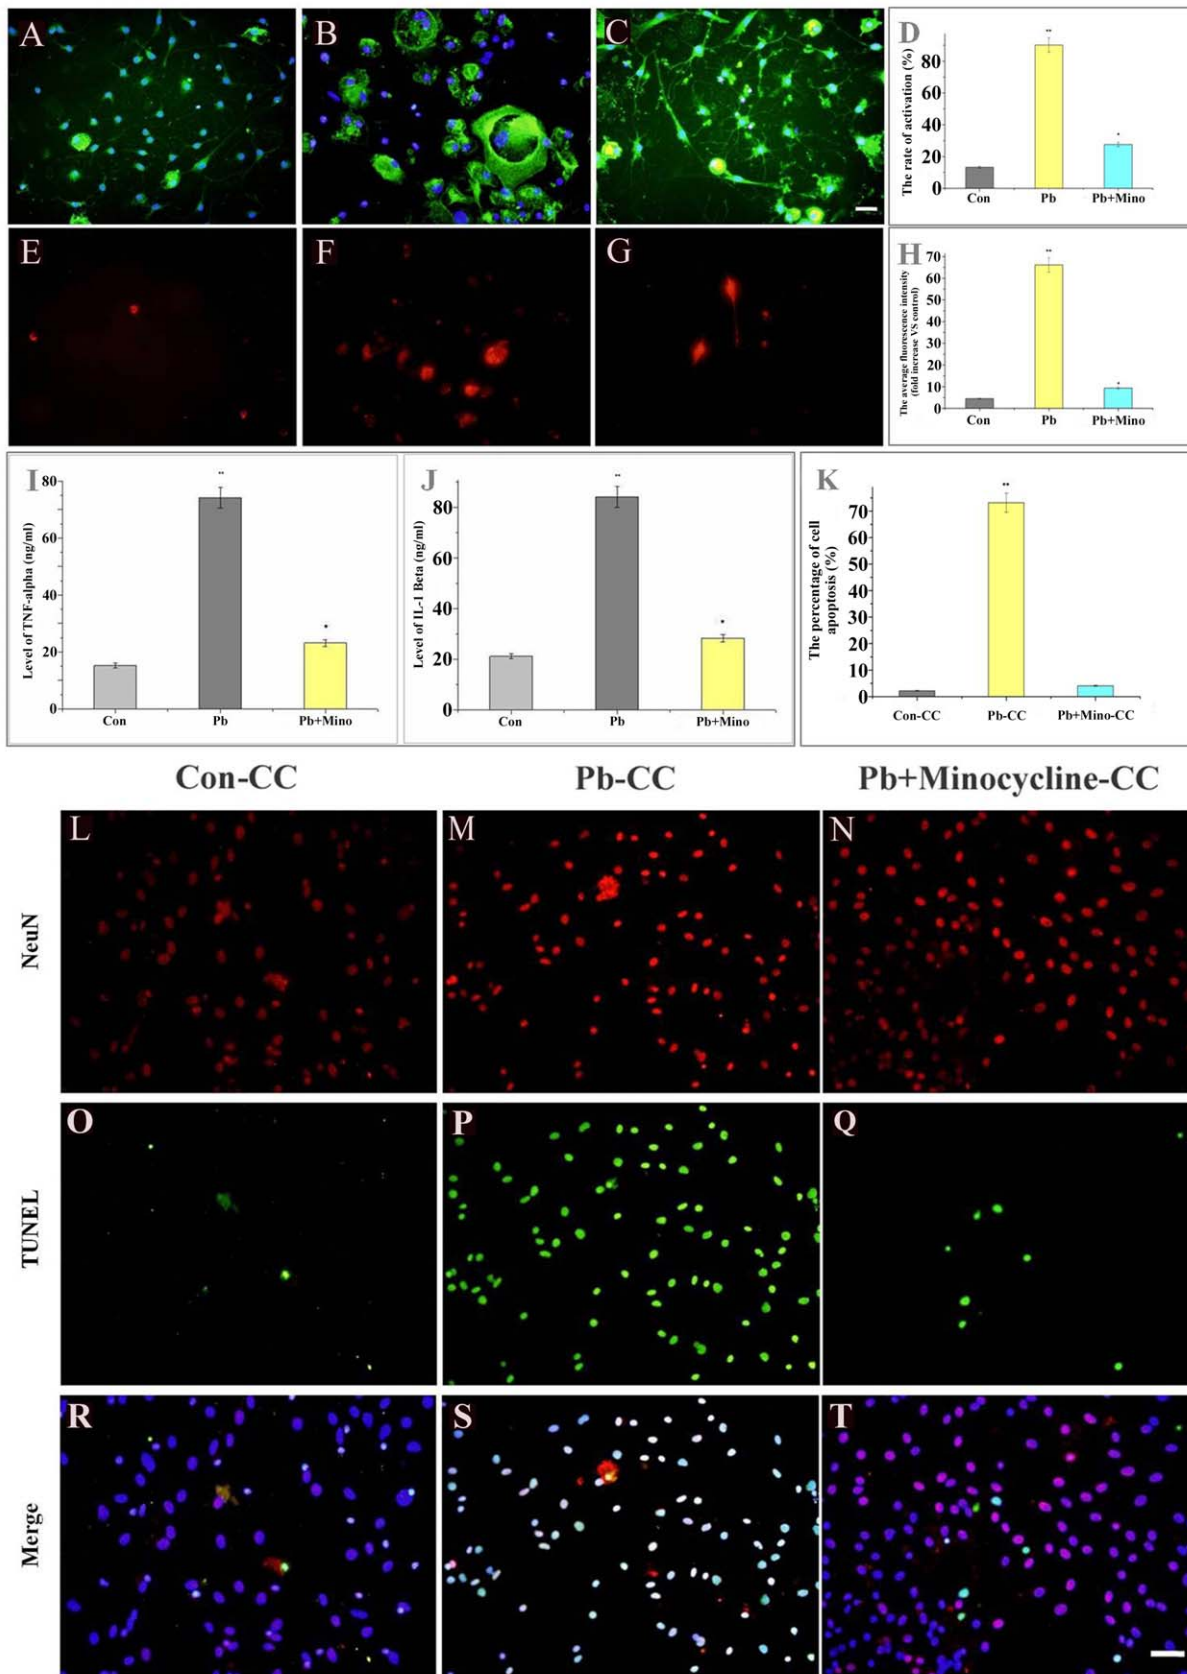 A
B
C
D
The rate of activation (%)
80
60
40
20
0
Con
Pb
Pb+Mino
**
*
E
F
G
H
The average fluorescence intensity
(fold increase VS control)
70
60
50
40
30
20
10
0
Con
Pb
Pb+Mino
**
*
I
Level of TNF-alpha (ng/ml)
80
60
40
20
0
Con
Pb
Pb+Mino
**
*
J
Level of IL-1 Beta (ng/ml)
80
60
40
20
0
Con
Pb
Pb+Mino
**
*
K
The percentage of cell
apoptosis (%)
70
60
50
40
30
20
10
0
Con-CC
Pb-CC
Pb+Mino-CC
**
Con-CC
Pb-CC
Pb+Minocycline-CC
NeuN
L
M
N
TUNEL
O
P
Q
Merge
R
S
T